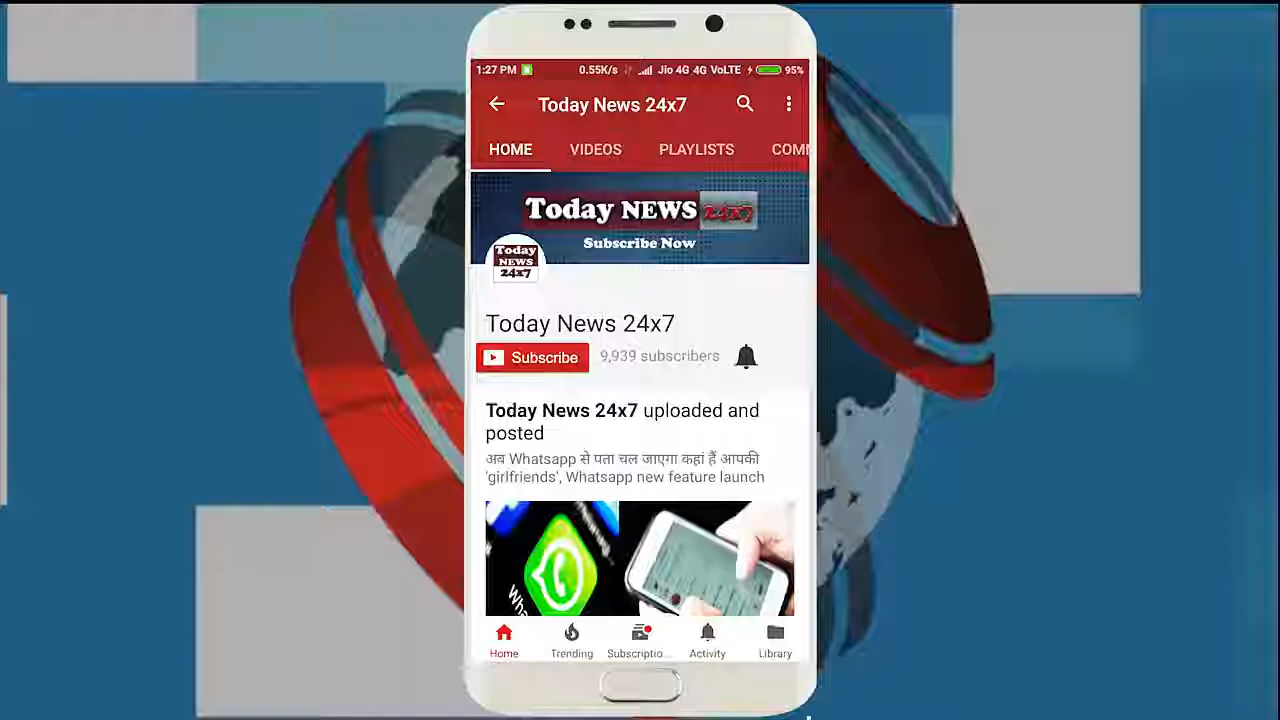 1:27 PM 0.55K/s Jio 4G 4G VoLTE 95%
Today News 24x7
HOME VIDEOS PLAYLISTS COMM
Today NEWS 24x7
Subscribe Now
Today
NEWS
24x7
Today News 24x7
Subscribe 9,939 subscribers
Today News 24x7 uploaded and
posted
अब Whatsapp से पता चल जाएगा कहां हैं आपकी
'girlfriends', Whatsapp new feature launch
Home Trending Subscriptio... Activity Library